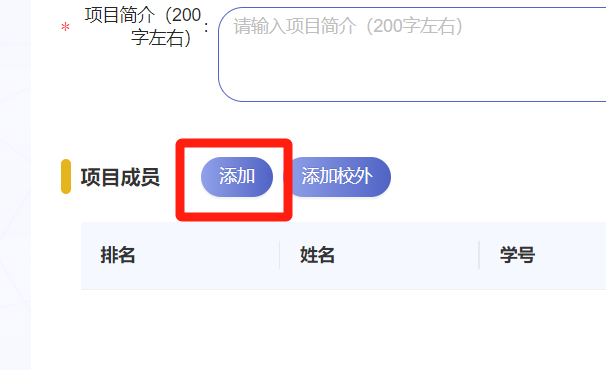 * 项目简介（200
字左右）:
请输入项目简介（200字左右）
项目成员 添加 添加校外
排名 姓名 学号